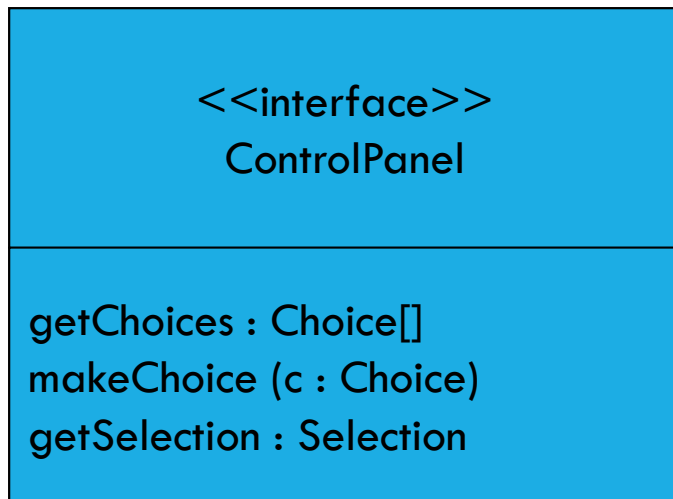 <<interface>>
ControlPanel
getChoices : Choice[]
makeChoice (c : Choice)
getSelection : Selection